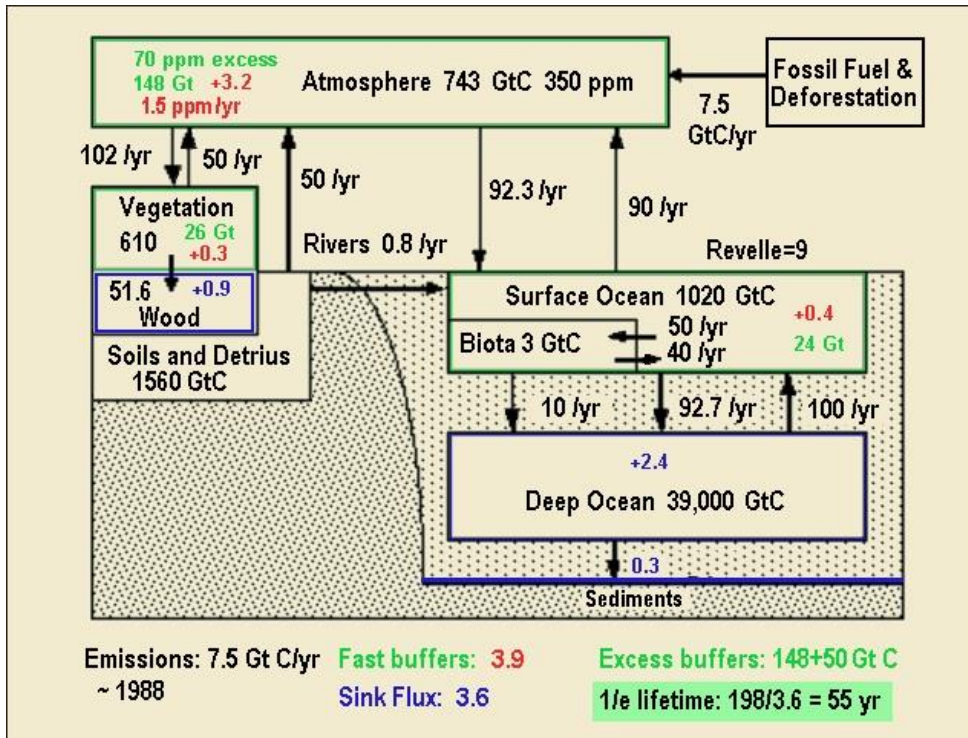 70 ppm excess
148 Gt +3.2
1.5 ppm/yr
Atmosphere 743 GtC 350 ppm
Fossil Fuel &
Deforestation
7.5
GtC/yr
102 /yr
50 /yr
50 /yr
92.3 /yr
90 /yr
Vegetation
610
26 Gt
+0.3
Rivers 0.8 /yr
Revelle=9
51.6 +0.9
Wood
Soils and Detrius
1560 GtC
Surface Ocean 1020 GtC
+0.4
24 Gt
Biota 3 GtC
50 /yr
40 /yr
10 /yr
92.7 /yr
100 /yr
+2.4
Deep Ocean 39,000 GtC
0.3
Sediments
Emissions: 7.5 Gt C/yr
~ 1988
Fast buffers: 3.9
Sink Flux: 3.6
Excess buffers: 148+50 Gt C
1/e lifetime: 198/3.6 = 55 yr